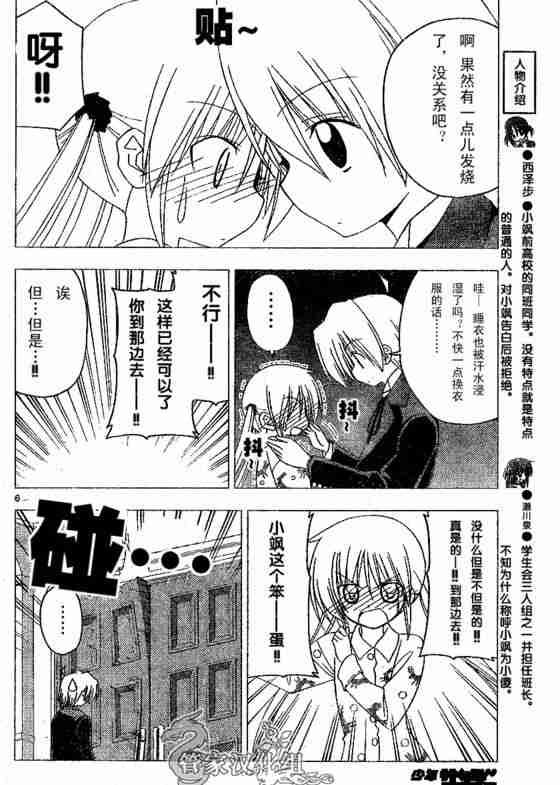 贴~
啊 果然有一点儿发烧
了，没关系吧？
呀!!
哇— 睡衣也被汗水浸
湿了吗？不快一点换衣
服的话……
……
抖~
抖~
不行——!!
这样已经可以了
你到那边去——!!
诶
但…但是…!!
没什么但是不但是的!!
真是的—!!到那边去!!
小飒这个笨—蛋!!
碰……
……
6
人物介绍
●西泽步●小飒前高校的同班同学。没有特点就是特点
的普通的人。对小飒告白后被拒绝。
●濑川泉●学生会三人组之一并担任班长。
不知为什么称呼小飒为小傻。
管家汉化组